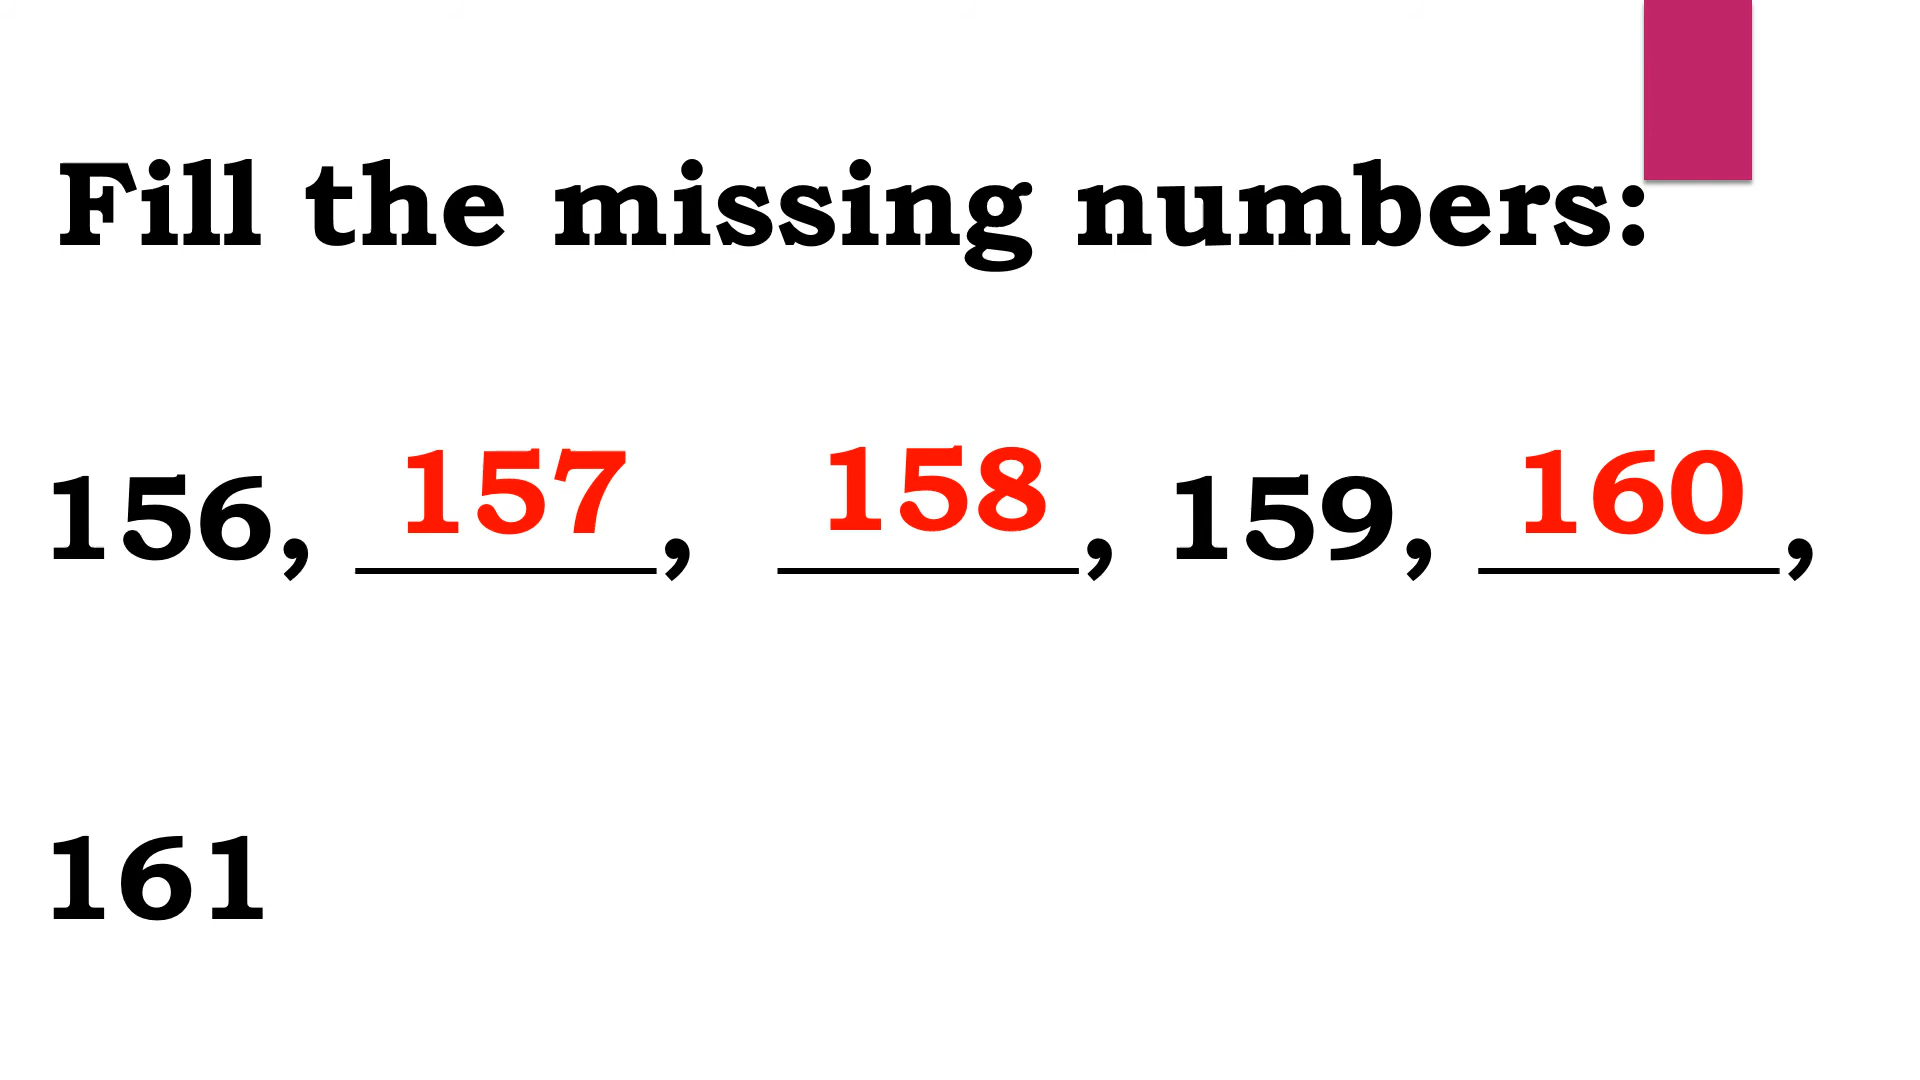 Fill the missing numbers:
156, 157, 158, 159, 160,
161